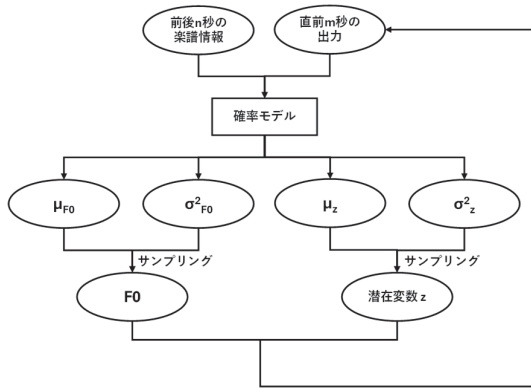 前後n秒の
楽譜情報
直前m秒の
出力
確率モデル
μF0
σ²F0
μz
σ²z
サンプリング
サンプリング
F0
潜在変数 z